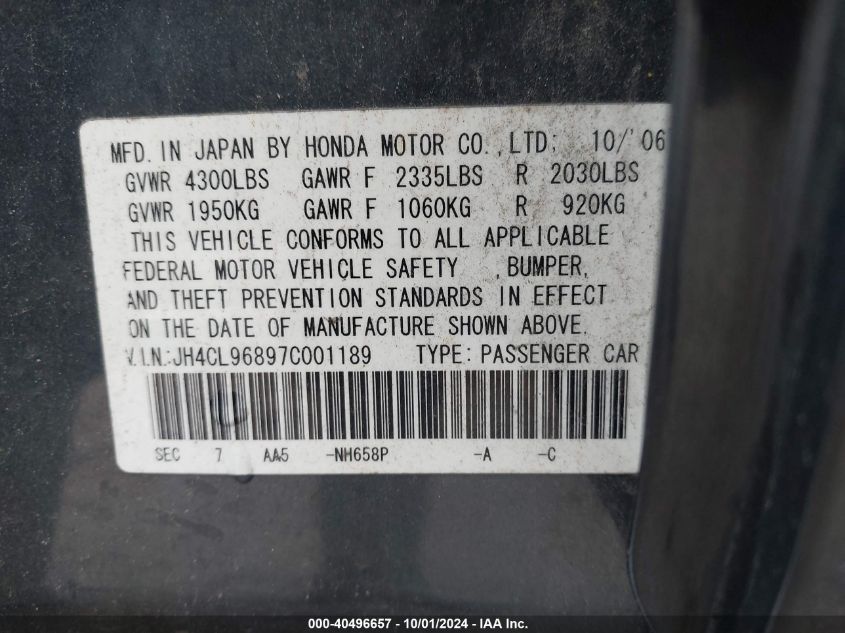 MFD. IN JAPAN BY HONDA MOTOR CO., LTD; 10/'06
GVWR 4300LBS GAWR F 2335LBS R 2030LBS
GVWR 1950KG GAWR F 1060KG R 920KG
THIS VEHICLE CONFORMS TO ALL APPLICABLE
FEDERAL MOTOR VEHICLE SAFETY , BUMPER,
AND THEFT PREVENTION STANDARDS IN EFFECT
ON THE DATE OF MANUFACTURE SHOWN ABOVE.
V.I.N.:JH4CL96897C001189 TYPE: PASSENGER CAR
SEC 7 AA5 -NH658P -A -C
000-40496657 - 10/01/2024 - IAA Inc.